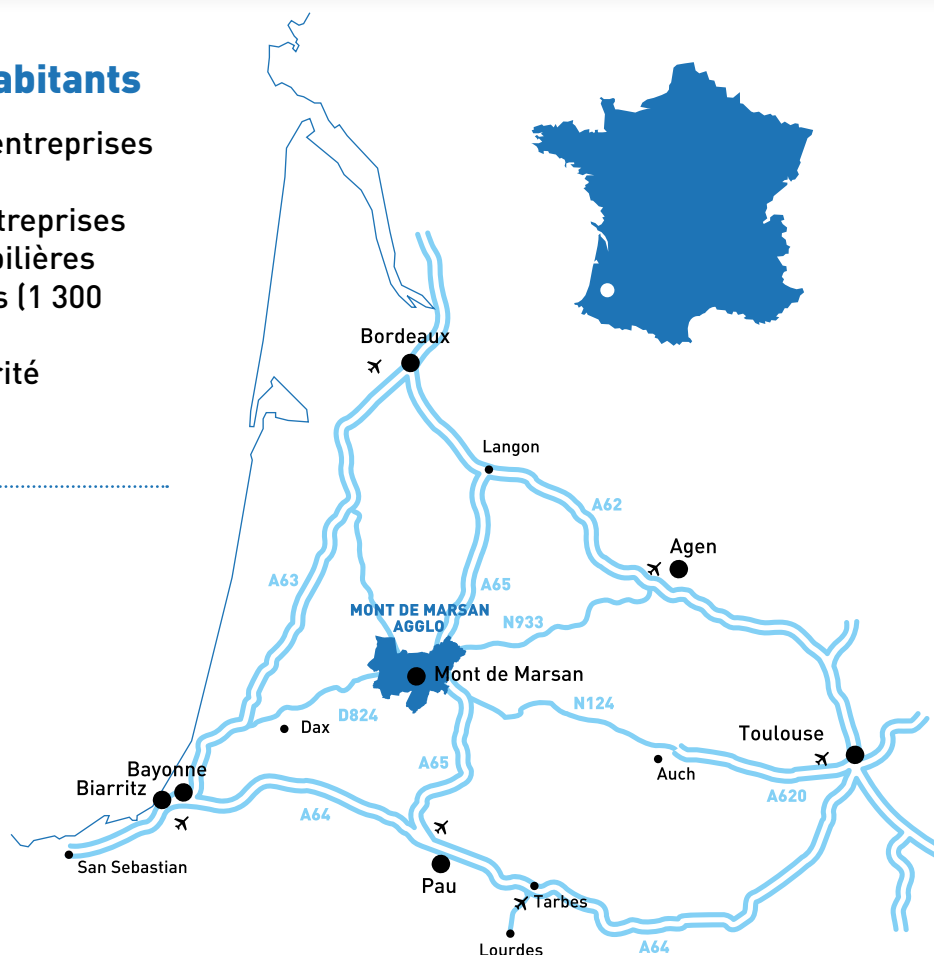 abitants
entreprises
treprises
bilières
s (1 300
rité
Bordeaux
Langon
A62
Agen
A63
A65
MONT DE MARSAN
AGGLO
N933
Mont de Marsan
D824
N124
Dax
Toulouse
A65
Auch
Bayonne
Biarritz
A620
A64
San Sebastian
Pau
Tarbes
Lourdes
A64